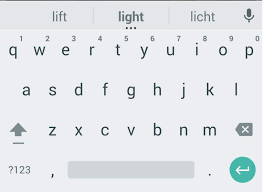 lift light licht
1 2 3 4 5 6 7 8 9 0
q w e r t y u i o p
a s d f g h j k l
z x c v b n m
?123 , .